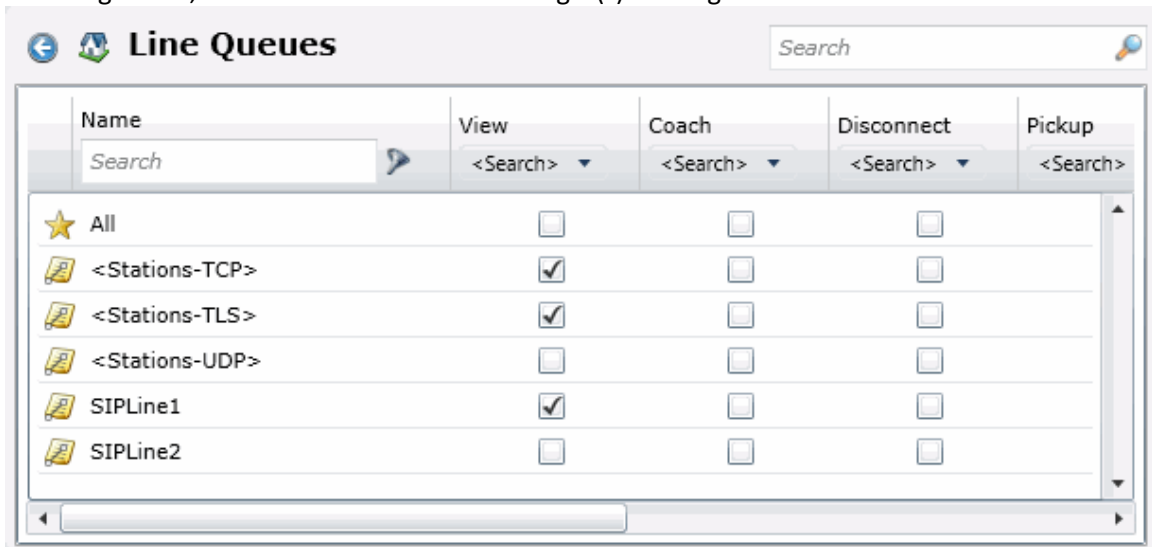 Line Queues
Search
Name View Coach Disconnect Pickup
Search <Search> <Search> <Search> <Search>
All
<Stations-TCP>
<Stations-TLS>
<Stations-UDP>
SIPLine1
SIPLine2